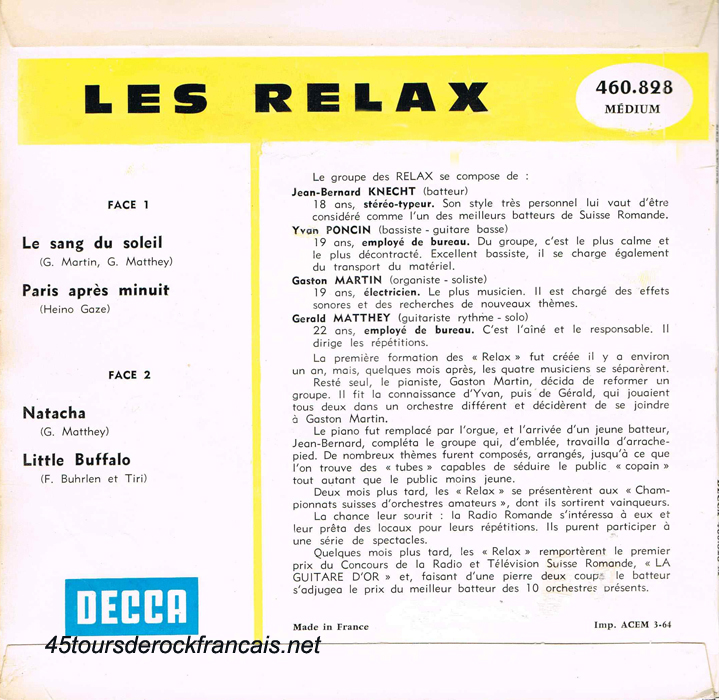 LES RELAX
460.828
MÉDIUM
FACE 1
Le sang du soleil
(G. Martin, G. Matthey)
Paris après minuit
(Heino Gaze)
FACE 2
Natacha
(G. Matthey)
Little Buffalo
(F. Buhrlen et Tiri)
DECCA
Le groupe des RELAX se compose de :
Jean-Bernard KNECHT (batteur)
18 ans, stéréo-typeur. Son style très personnel lui vaut d'être
considéré comme l'un des meilleurs batteurs de Suisse Romande.
Yvan PONCIN (bassiste - guitare basse)
19 ans, employé de bureau. Du groupe, c'est le plus calme et
le plus décontracté. Excellent bassiste, il se charge également
du transport du matériel.
Gaston MARTIN (organiste - soliste)
19 ans, électricien. Le plus musicien. Il est chargé des effets
sonores et des recherches de nouveaux thèmes.
Gerald MATTHEY (guitariste rythme - solo)
22 ans, employé de bureau. C'est l'aîné et le responsable. Il
dirige les répétitions.
La première formation des « Relax » fut créée il y a environ
un an, mais, quelques mois après, les quatre musiciens se séparèrent.
Resté seul, le pianiste, Gaston Martin, décida de reformer un
groupe. Il fit la connaissance d'Yvan, puis de Gérald, qui jouaient
tous deux dans un orchestre différent et décidèrent de se joindre
à Gaston Martin.
Le piano fut remplacé par l'orgue, et l'arrivée d'un jeune batteur,
Jean-Bernard, compléta le groupe qui, d'emblée, travailla d'arrache-
pied. De nombreux thèmes furent composés, arrangés, jusqu'à ce que
l'on trouve des « tubes » capables de séduire le public « copain »
tout autant que le public moins jeune.
Deux mois plus tard, les « Relax » se présentèrent aux « Cham-
pionnats suisses d'orchestres amateurs », dont ils sortirent vainqueurs.
La chance leur sourit : la Radio Romande s'intéressa à eux et
leur prêta des locaux pour leurs répétitions. Ils purent participer à
une série de spectacles.
Quelques mois plus tard, les « Relax » remportèrent le premier
prix du Concours de la Radio et Télévision Suisse Romande, « LA
GUITARE D'OR » et, faisant d'une pierre deux coups, le batteur
s'adjugea le prix du meilleur batteur des 10 orchestres présents.
Made in France
Imp. ACEM 3-64
45toursderockfrancais.net